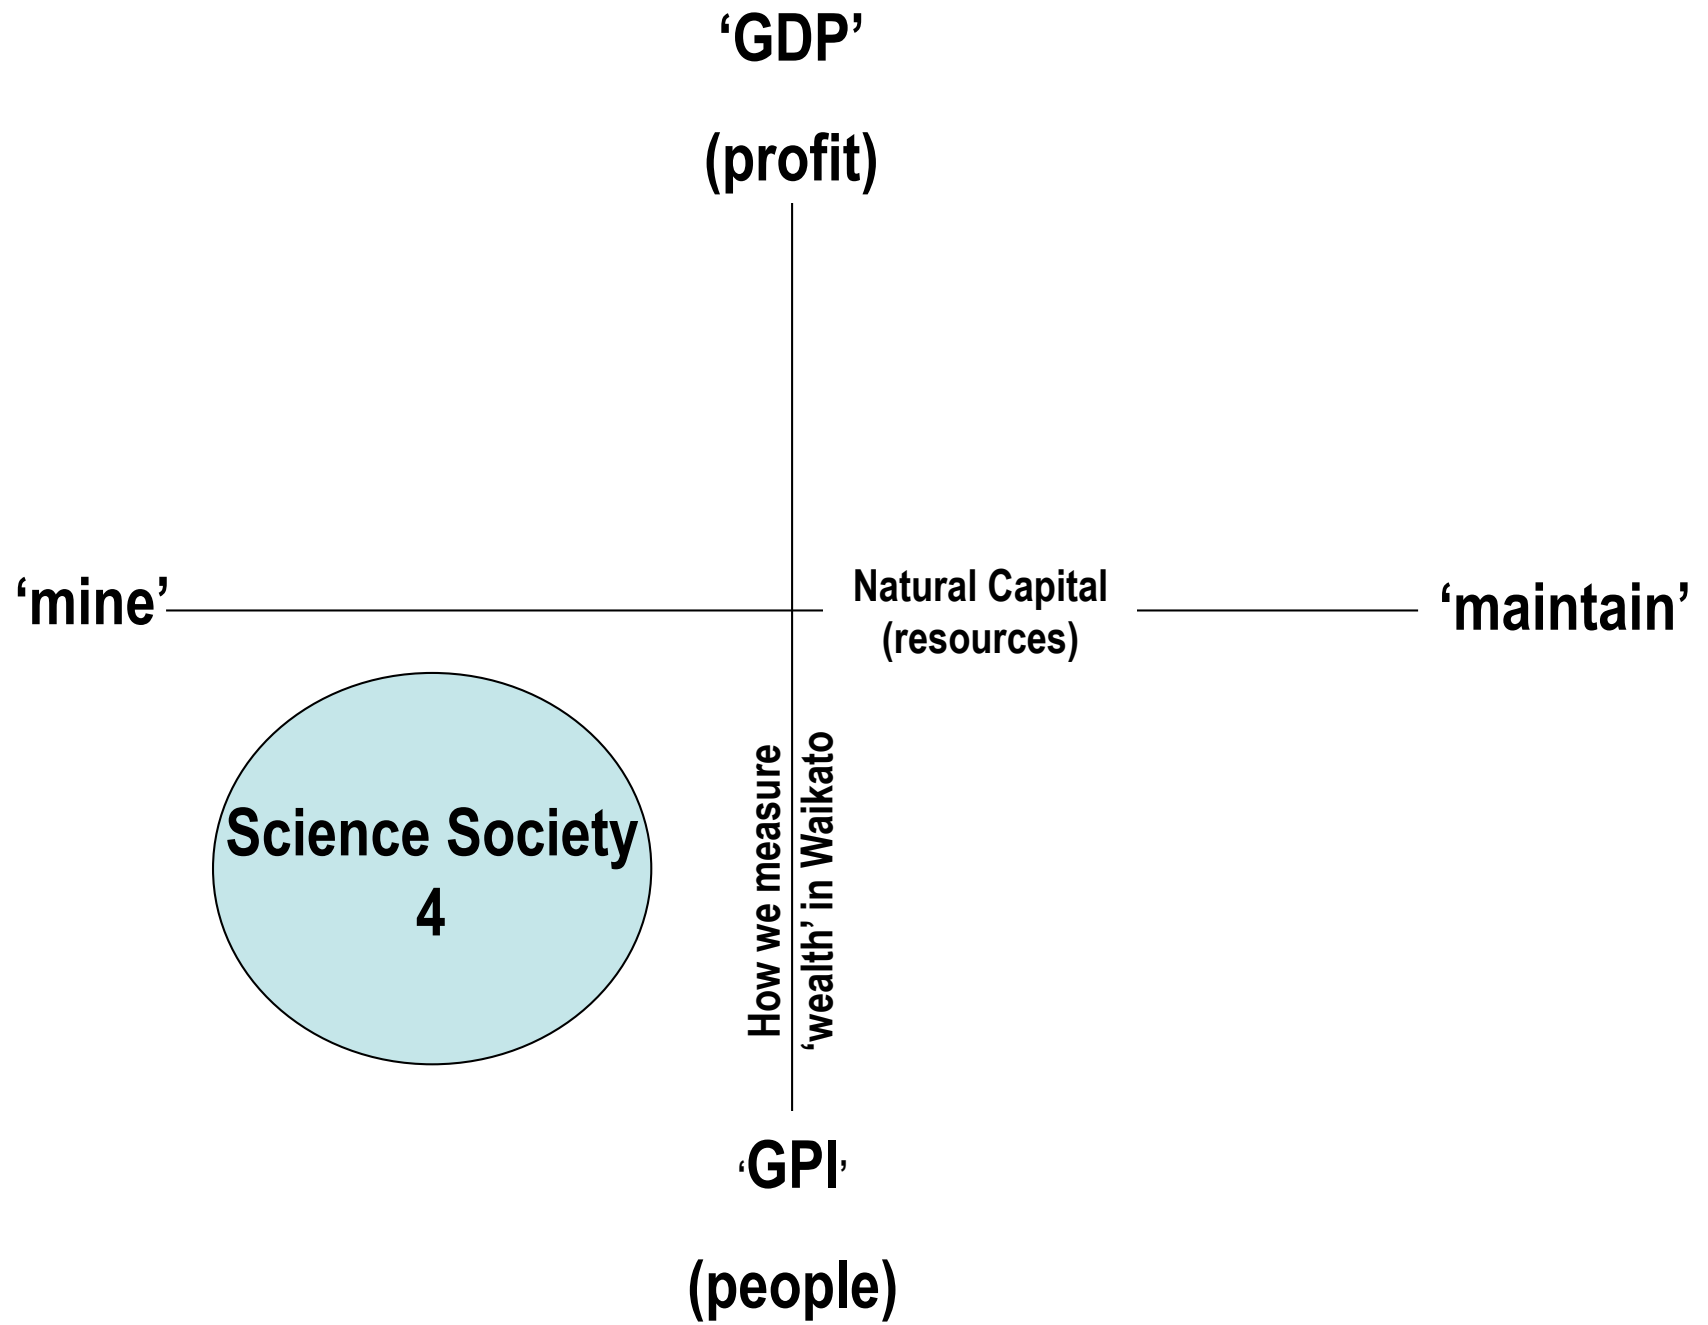 ‘GDP’
(profit)
‘mine’
Natural Capital
(resources)
‘maintain’
Science Society
4
How we measure
‘wealth’ in Waikato
‘GPI’
(people)